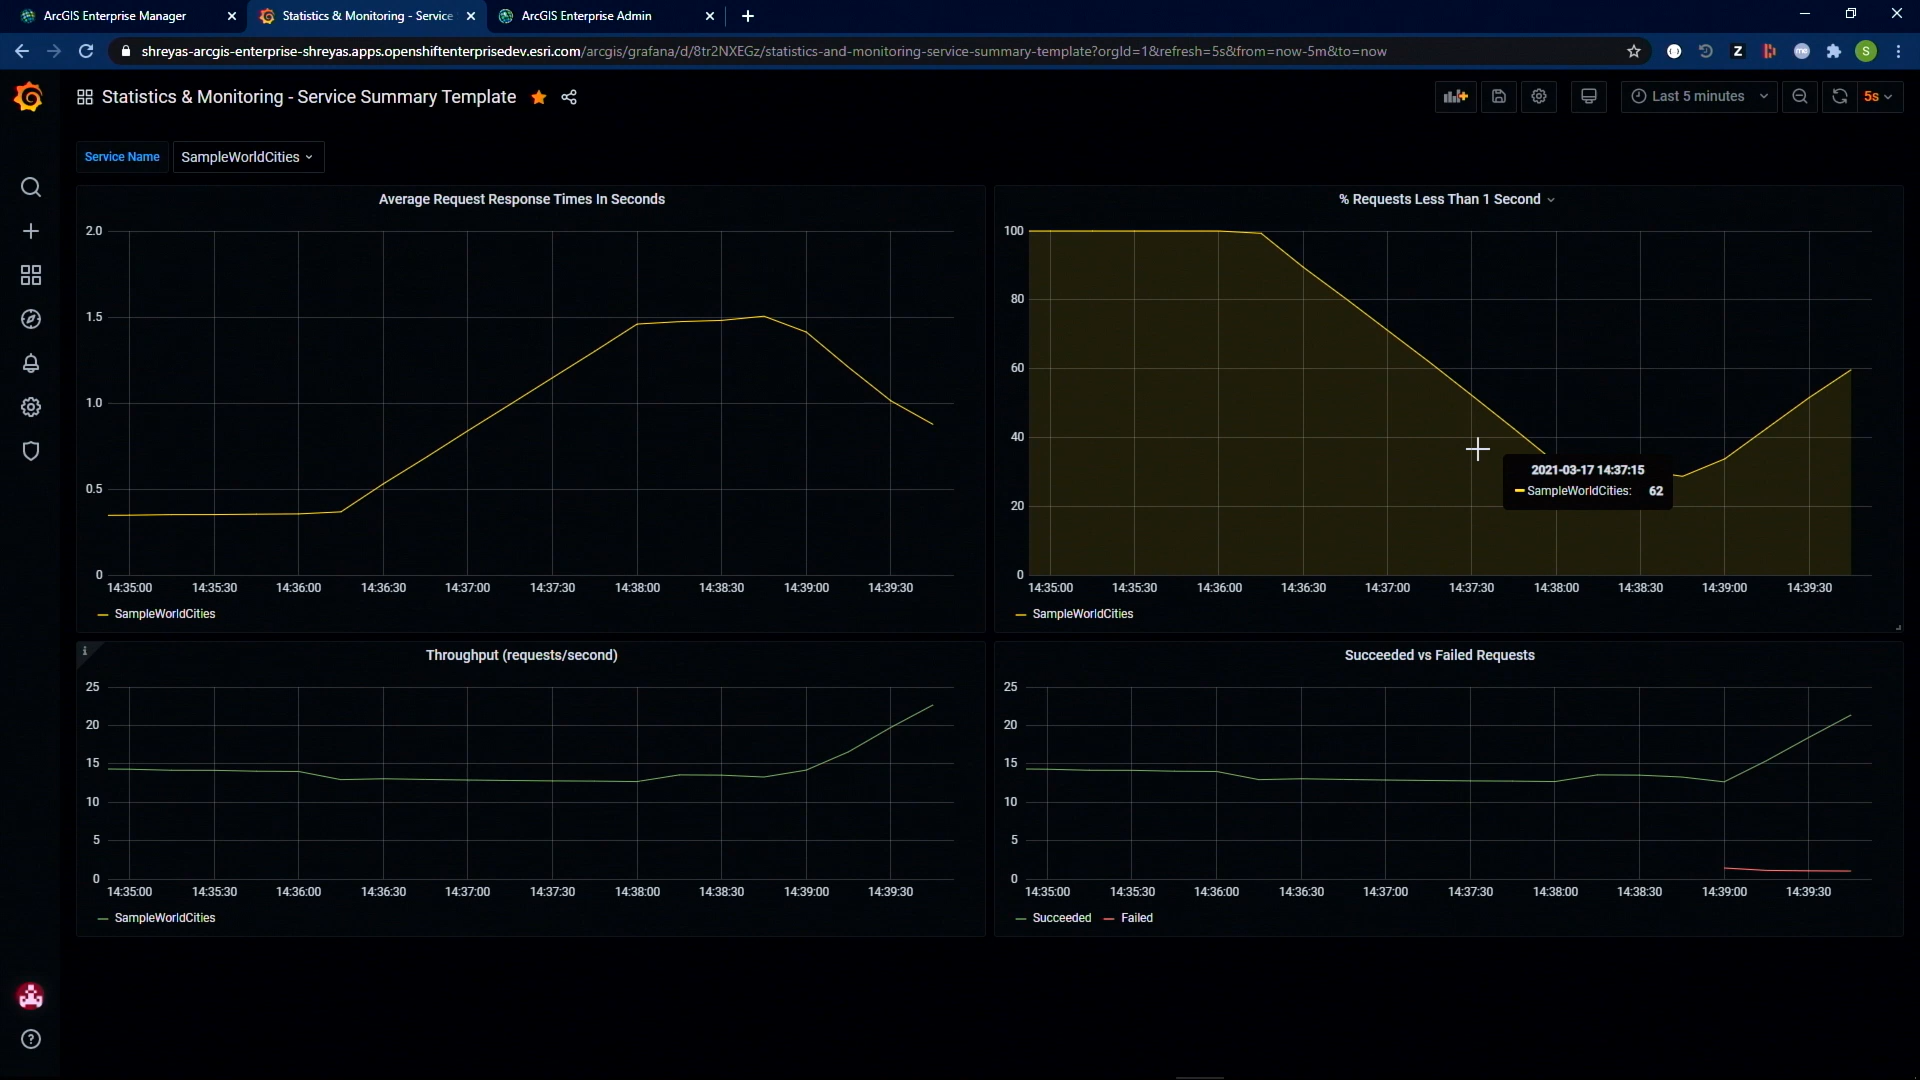 ArcGIS Enterprise Manager
Statistics & Monitoring - Service
ArcGIS Enterprise Admin
shreyas-arcgis-enterprise-shreyas.apps.openshiftenterprisedev.esri.com/arcgis/grafana/d/8tr2NXEGz/statistics-and-monitoring-service-summary-template?orgId=1&refresh=5s&from=now-5m&to=now
Z
me
S
Statistics & Monitoring - Service Summary Template
Last 5 minutes
5s
Service Name
SampleWorldCities
Average Request Response Times In Seconds
2.0
1.5
1.0
0.5
0
14:35:00 14:35:30 14:36:00 14:36:30 14:37:00 14:37:30 14:38:00 14:38:30 14:39:00 14:39:30
SampleWorldCities
% Requests Less Than 1 Second
100
80
60
40
20
0
2021-03-17 14:37:15
SampleWorldCities: 62
14:35:00 14:35:30 14:36:00 14:36:30 14:37:00 14:37:30 14:38:00 14:38:30 14:39:00 14:39:30
SampleWorldCities
i
Throughput (requests/second)
25
20
15
10
5
0
14:35:00 14:35:30 14:36:00 14:36:30 14:37:00 14:37:30 14:38:00 14:38:30 14:39:00 14:39:30
SampleWorldCities
Succeeded vs Failed Requests
25
20
15
10
5
0
14:35:00 14:35:30 14:36:00 14:36:30 14:37:00 14:37:30 14:38:00 14:38:30 14:39:00 14:39:30
Succeeded Failed